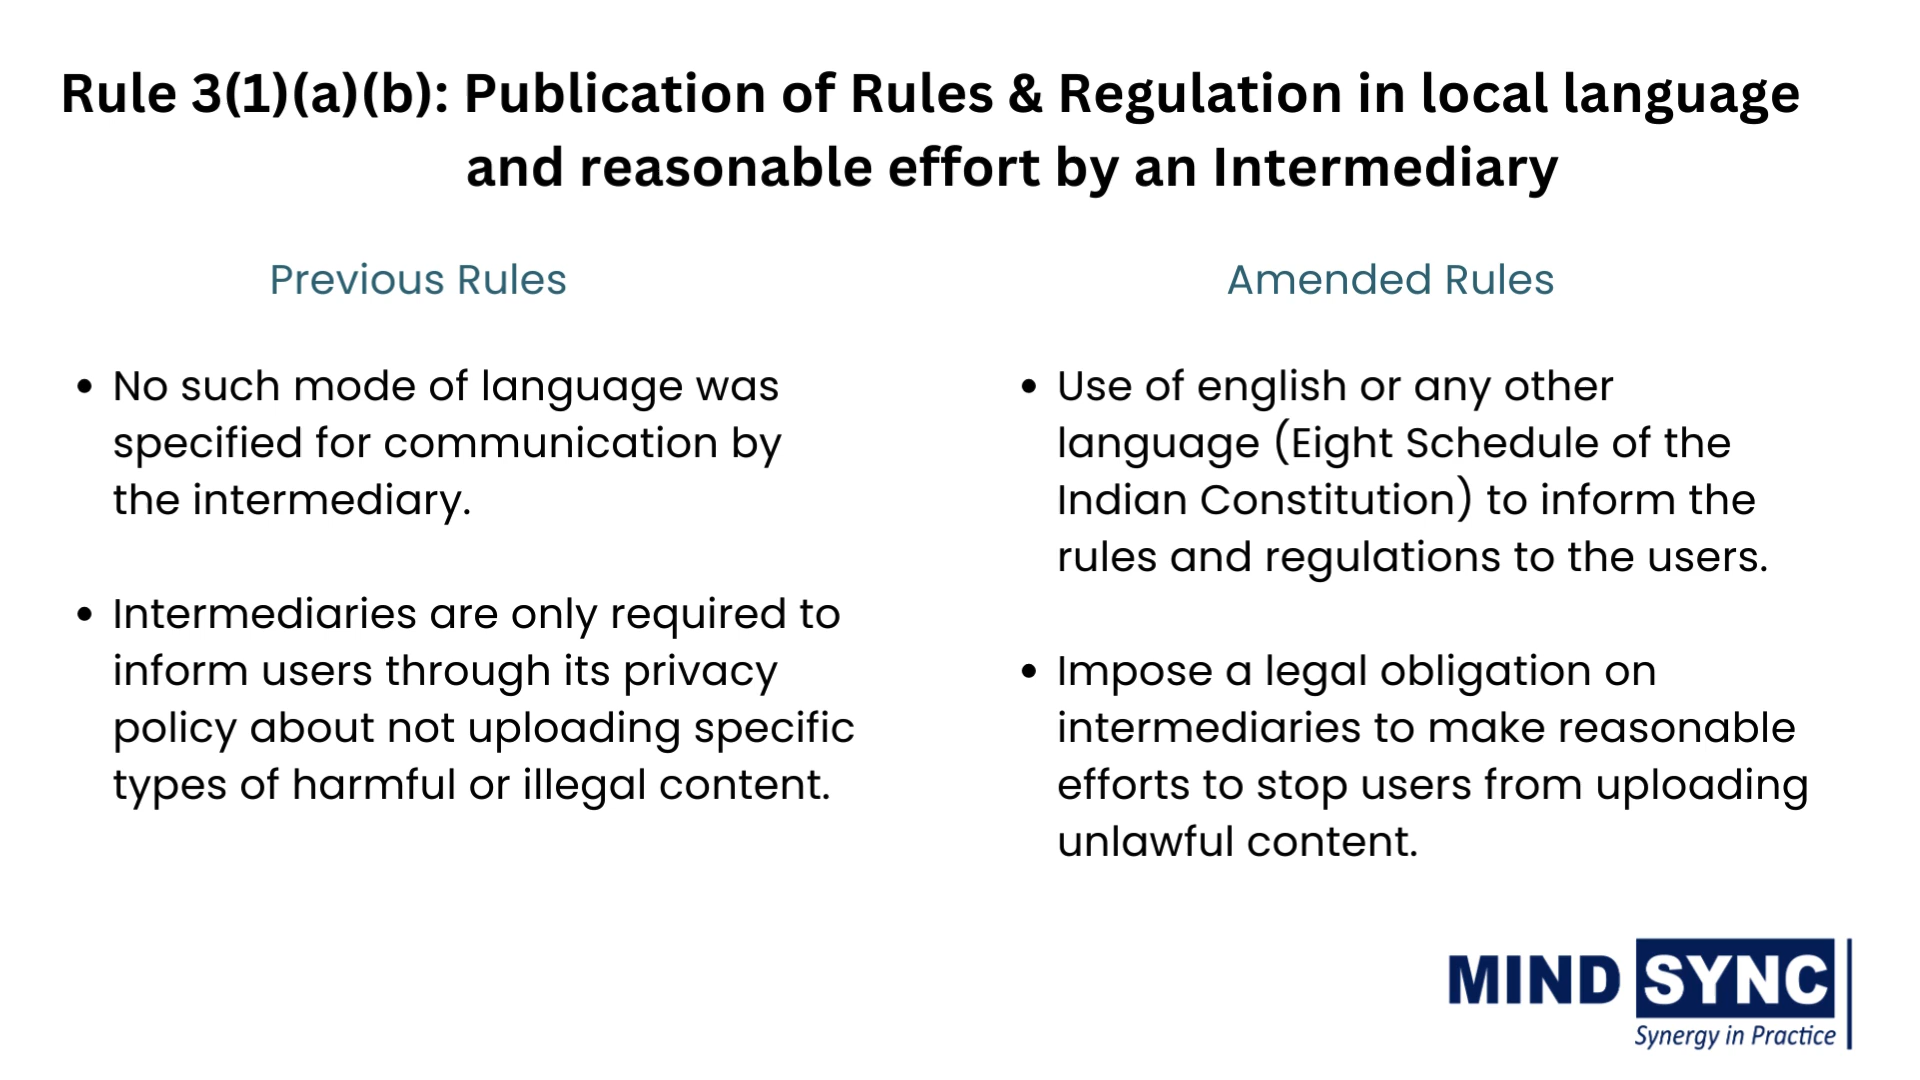 Rule 3(1)(a)(b): Publication of Rules & Regulation in local language
and reasonable effort by an Intermediary
Previous Rules
• No such mode of language was
specified for communication by
the intermediary.
• Intermediaries are only required to
inform users through its privacy
policy about not uploading specific
types of harmful or illegal content.
Amended Rules
• Use of english or any other
language (Eight Schedule of the
Indian Constitution) to inform the
rules and regulations to the users.
• Impose a legal obligation on
intermediaries to make reasonable
efforts to stop users from uploading
unlawful content.
MIND SYNC
Synergy in Practice